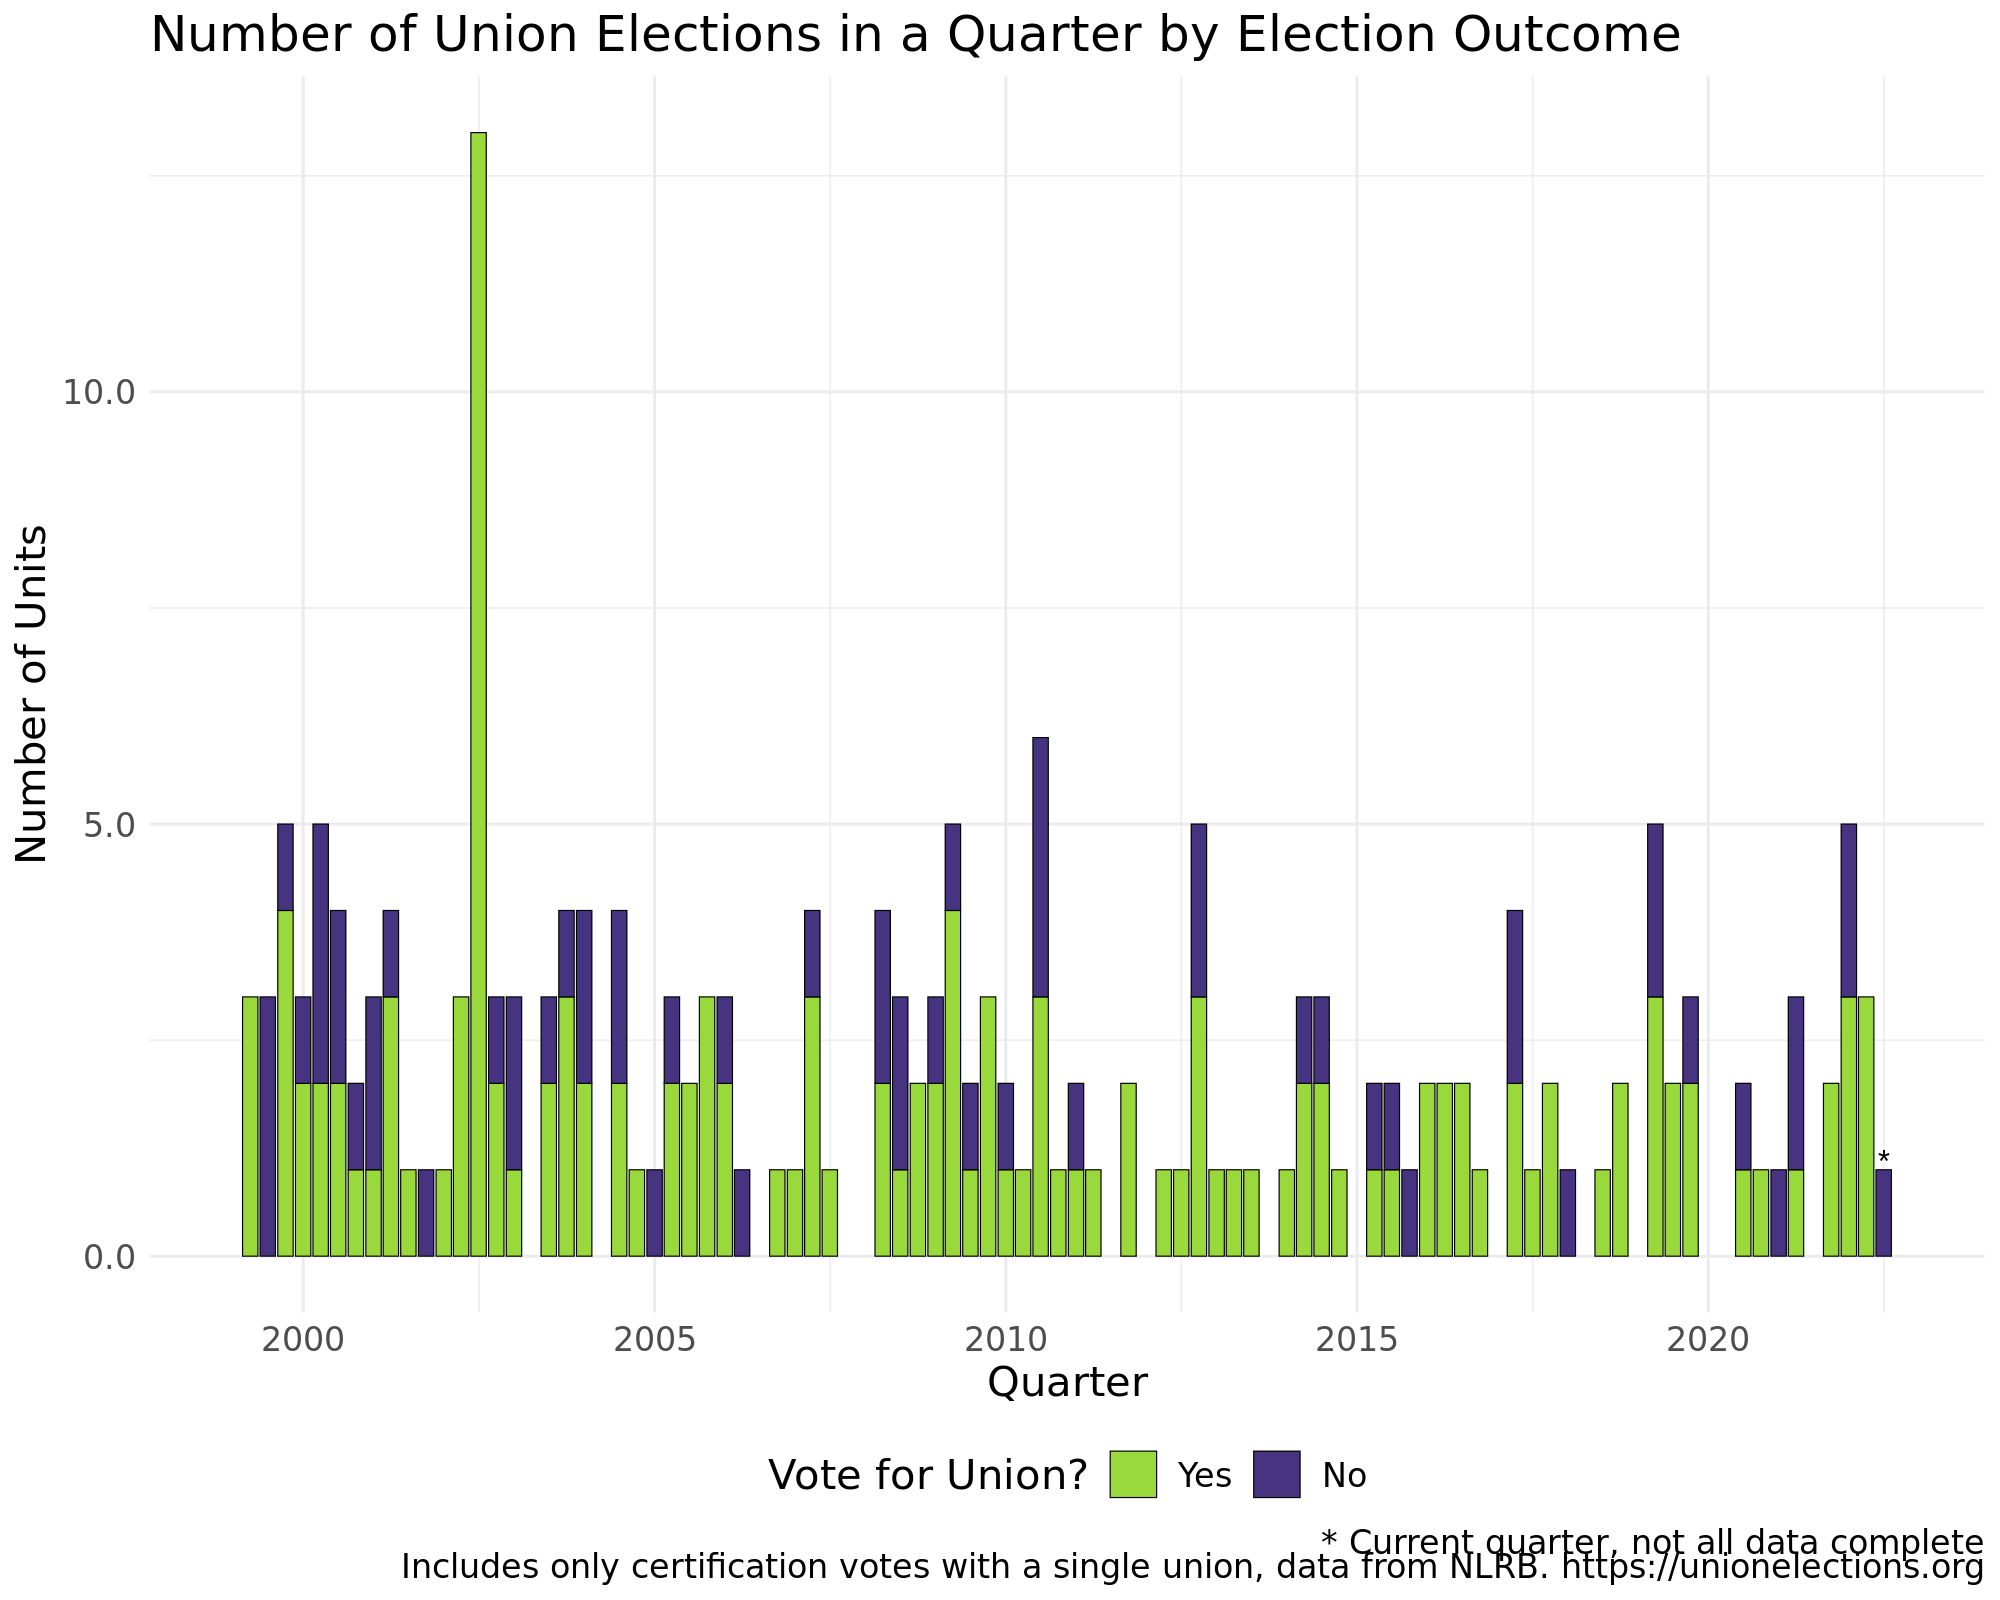 Number of Union Elections in a Quarter by Election Outcome
Number of Units
10.0
5.0
0.0
*
2000 2005 2010 2015 2020
Quarter
Vote for Union? Yes No
* Current quarter, not all data complete
Includes only certification votes with a single union, data from NLRB. https://unionelections.org